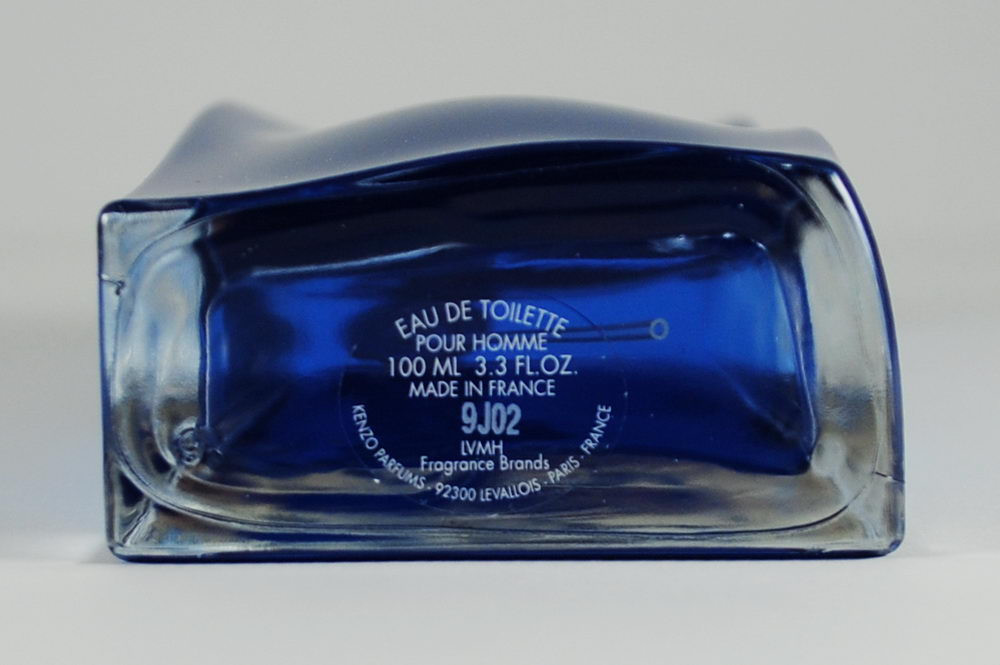 EAU DE TOILETTE
POUR HOMME
100 ML 3.3 FL.OZ.
MADE IN FRANCE
9J02
LVMH
Fragrance Brands
KENZO PARFUMS · 92300 LEVALLOIS · PARIS · FRANCE